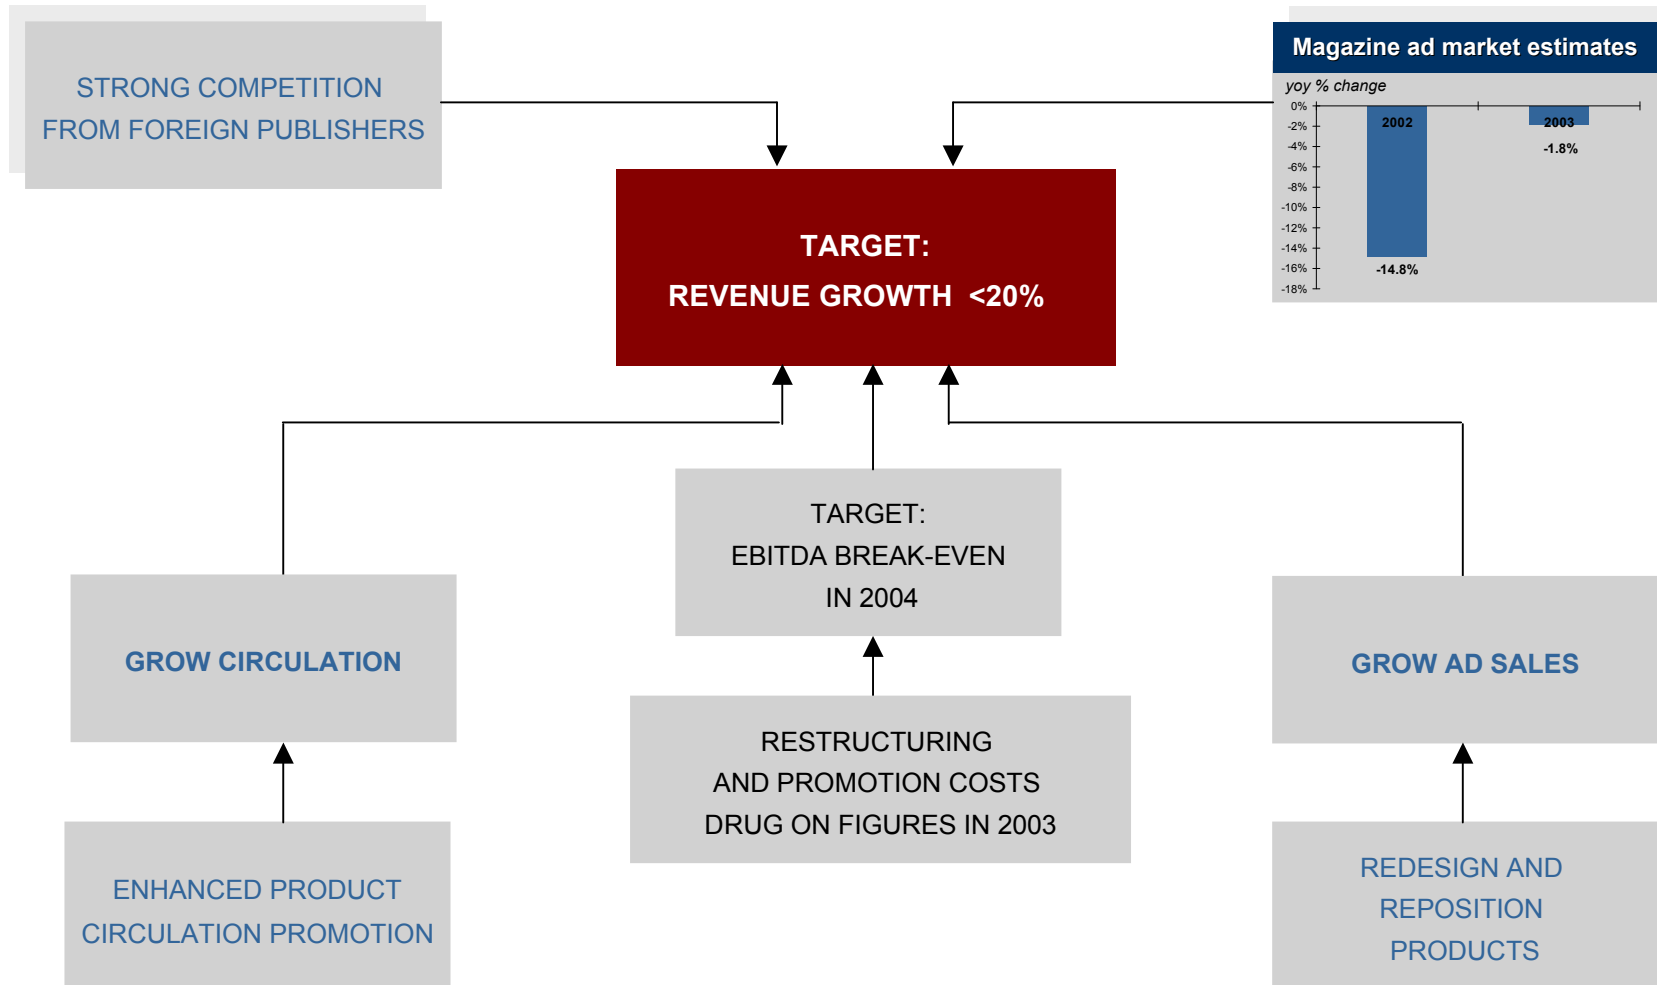 STRONG COMPETITION
FROM FOREIGN PUBLISHERS
Magazine ad market estimates
yoy % change
0%
-2%
-4%
-6%
-8%
-10%
-12%
-14%
-16%
-18%
2002
2003
-1.8%
-14.8%
TARGET:
REVENUE GROWTH <20%
TARGET:
EBITDA BREAK-EVEN
IN 2004
GROW CIRCULATION
GROW AD SALES
RESTRUCTURING
AND PROMOTION COSTS
DRUG ON FIGURES IN 2003
ENHANCED PRODUCT
CIRCULATION PROMOTION
REDESIGN AND
REPOSITION
PRODUCTS